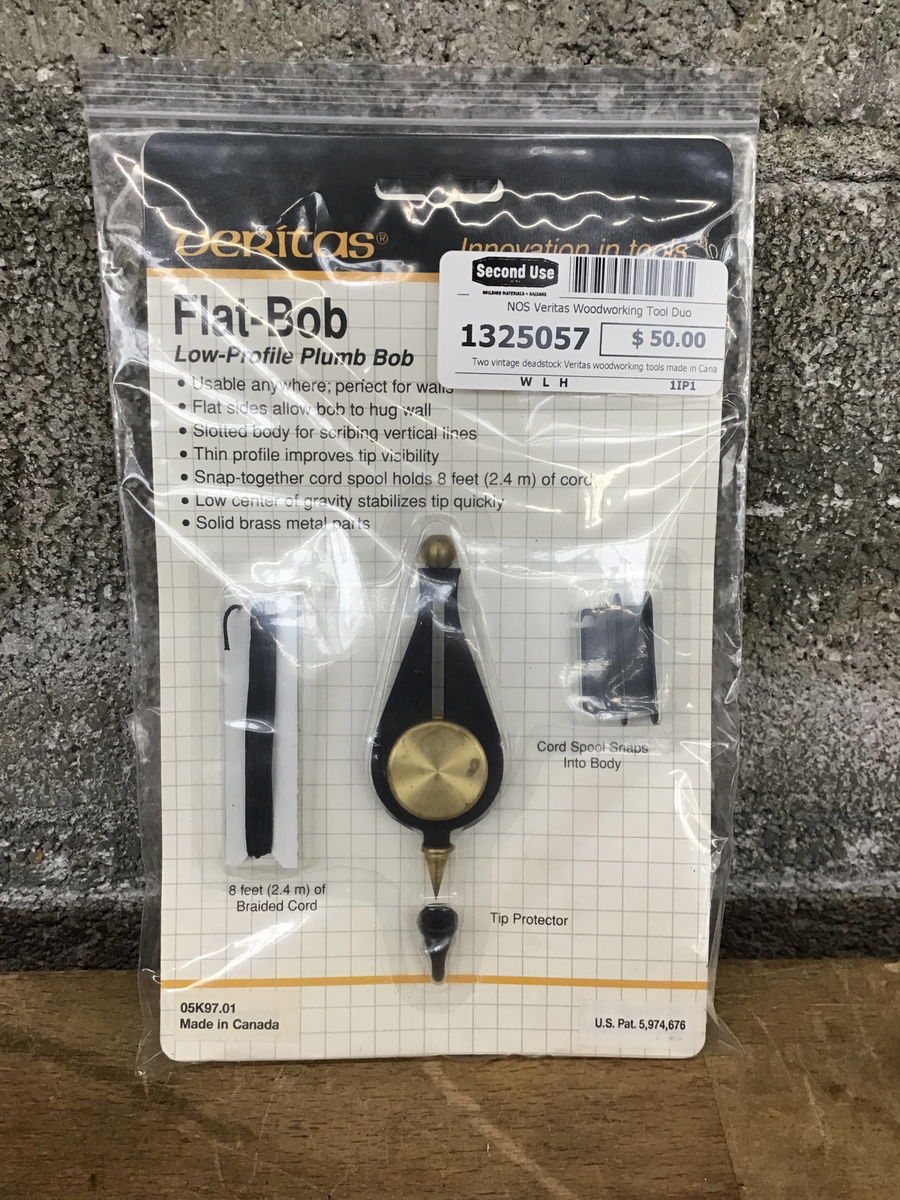 veritas®
Innovation in tools
Second Use
BUILDING MATERIALS + SALVAGE
NOS Veritas Woodworking Tool Duo
1325057
$ 50.00
Two vintage deadstock Veritas woodworking tools made in Cana
W L H
1IP1
Flat-Bob
Low-Profile Plumb Bob
• Usable anywhere; perfect for walls
• Flat sides allow bob to hug wall
• Slotted body for scribing vertical lines
• Thin profile improves tip visibility
• Snap-together cord spool holds 8 feet (2.4 m) of cord
• Low center of gravity stabilizes tip quickly
• Solid brass metal parts
Cord Spool Snaps
Into Body
8 feet (2.4 m) of
Braided Cord
Tip Protector
05K97.01
Made in Canada
U.S. Pat. 5,974,676